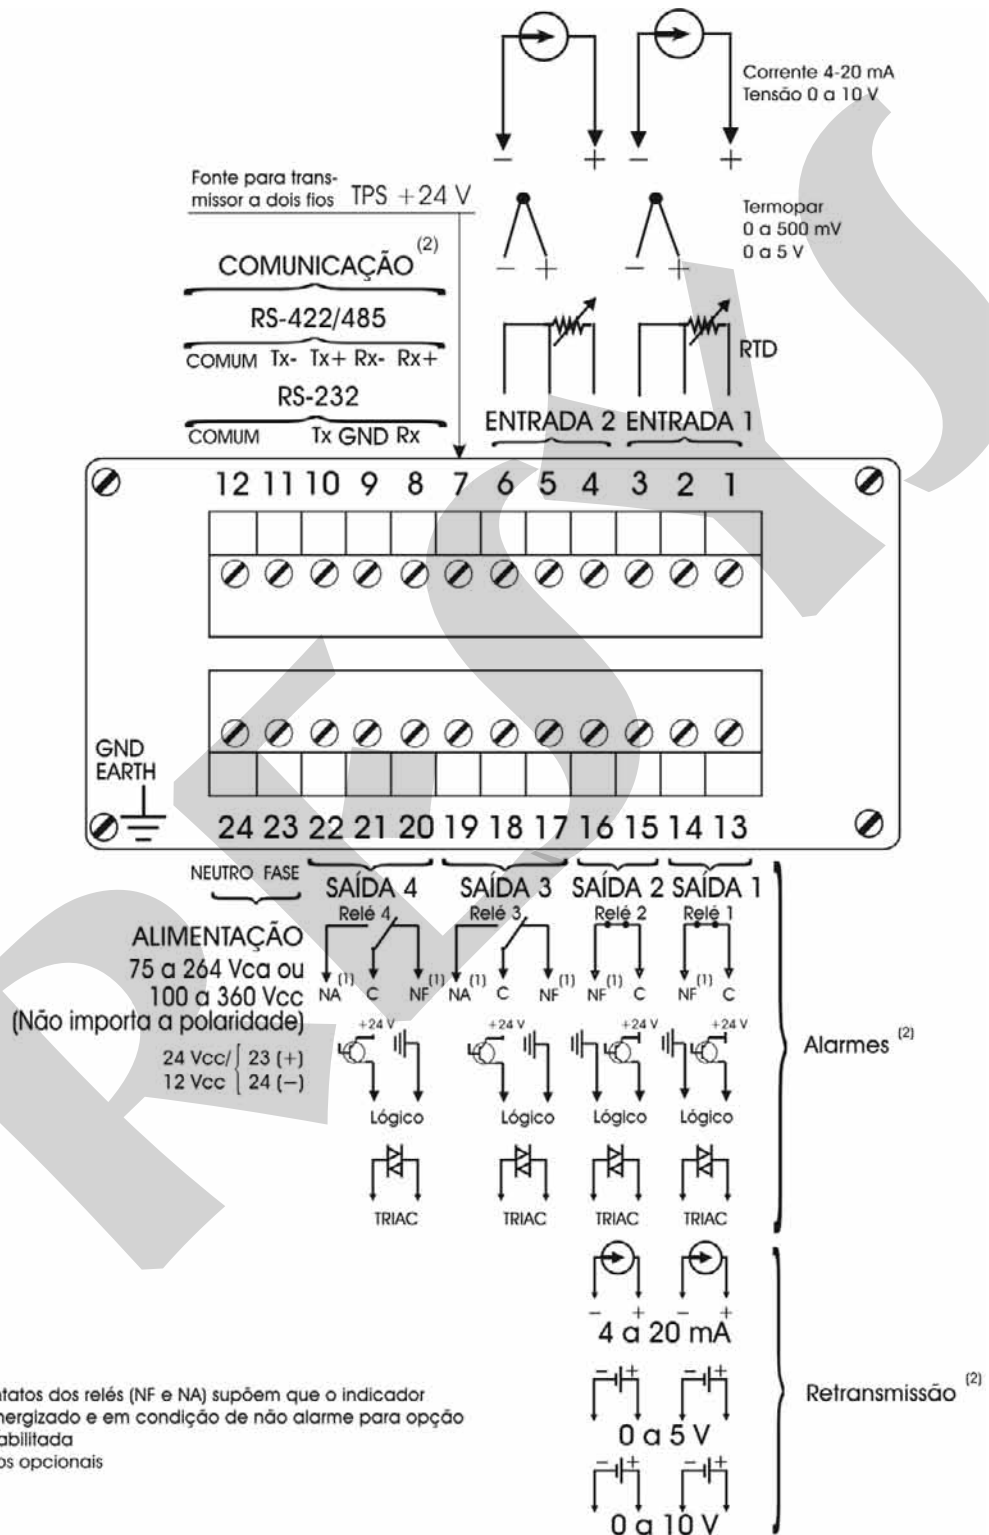 Corrente 4-20 mA
Tensão 0 a 10 V
− + − +
Fonte para trans-
missor a dois fios TPS +24 V
Termopar
0 a 500 mV
0 a 5 V
− + − +
COMUNICAÇÃO (2)
RS-422/485
COMUM Tx- Tx+ Rx- Rx+
RTD
RS-232
COMUM Tx GND Rx
ENTRADA 2 ENTRADA 1
12 11 10 9 8 7 6 5 4 3 2 1
GND
EARTH
24 23 22 21 20 19 18 17 16 15 14 13
NEUTRO FASE
SAÍDA 4 SAÍDA 3 SAÍDA 2 SAÍDA 1
Relé 4 Relé 3 Relé 2 Relé 1
ALIMENTAÇÃO
75 a 264 Vca ou
100 a 360 Vcc
(Não importa a polaridade)
24 Vcc/ 23 (+)
12 Vcc 24 (−)
NA (1) C NF (1) NA (1) C NF (1) NF (1) C NF (1) C
+24 V +24 V +24 V +24 V
Lógico Lógico Lógico Lógico
TRIAC TRIAC TRIAC TRIAC
Alarmes (2)
− + − +
4 a 20 mA
− + − +
0 a 5 V
− + − +
0 a 10 V
Retransmissão (2)
ntatos dos relés (NF e NA) supõem que o indicador
nergizado e em condição de não alarme para opção
abilitada
os opcionais
PRESYS